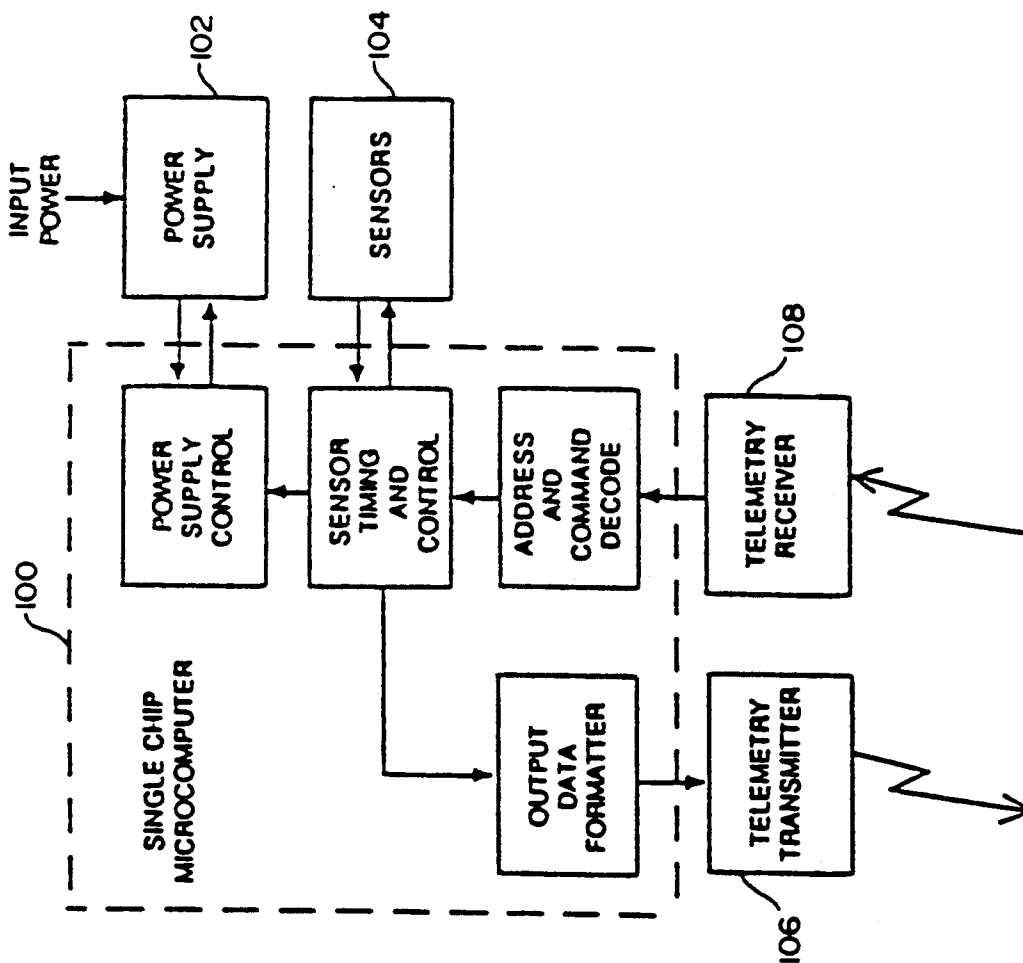 100
SINGLE CHIP
MICROCOMPUTER
POWER
SUPPLY
CONTROL
INPUT
POWER
POWER
SUPPLY
102
SENSOR
TIMING
AND
CONTROL
SENSORS
104
OUTPUT
DATA
FORMATTER
ADDRESS
AND
COMMAND
DECODE
TELEMETRY
TRANSMITTER
106
TELEMETRY
RECEIVER
108